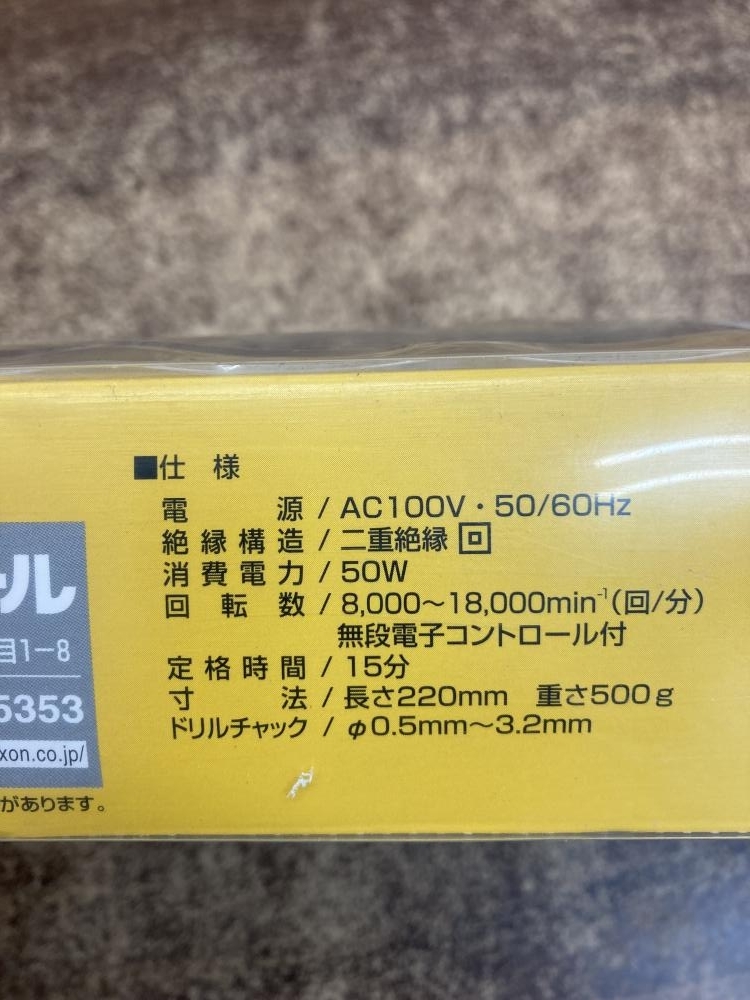 ■仕様
電源 / AC100V・50/60Hz
絶縁構造 / 二重絶縁 回
消費電力 / 50W
回転数 / 8,000〜18,000min⁻¹(回/分)
無段電子コントロール付
定格時間 / 15分
寸法 / 長さ220mm 重さ500g
ドリルチャック / φ0.5mm〜3.2mm
ール
目1-8
5353
xon.co.jp/
があります。